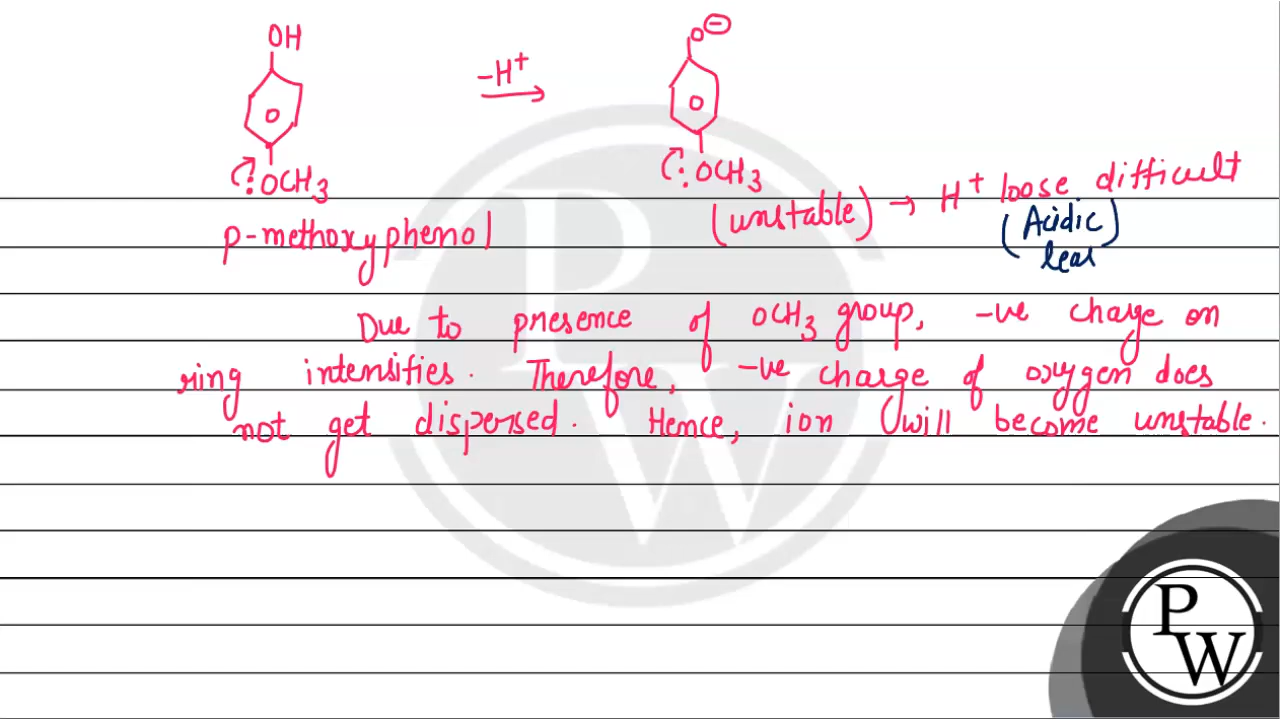 OH
−H⁺
O⊖
:OCH3
:OCH3
p-methoxyphenol
(unstable) → H⁺ loose difficult
(Acidic)
less
Due to presence of OCH3 group, -ve charge on
ring intensifies. Therefore, -ve charge of oxygen does
not get dispersed. Hence, ion will become unstable.
P
W